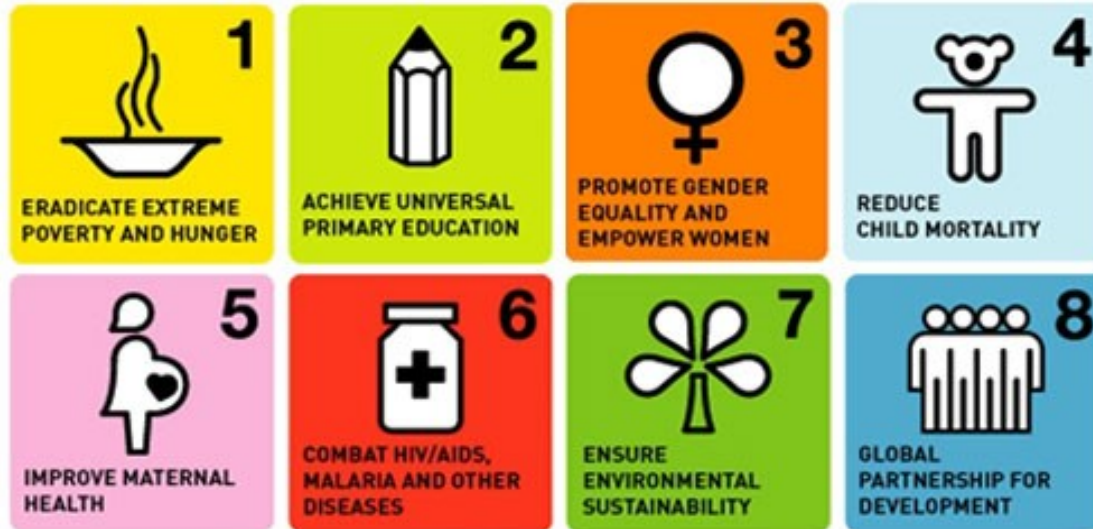 1
ERADICATE EXTREME
POVERTY AND HUNGER
2
ACHIEVE UNIVERSAL
PRIMARY EDUCATION
3
PROMOTE GENDER
EQUALITY AND
EMPOWER WOMEN
4
REDUCE
CHILD MORTALITY
5
IMPROVE MATERNAL
HEALTH
6
COMBAT HIV/AIDS,
MALARIA AND OTHER
DISEASES
7
ENSURE
ENVIRONMENTAL
SUSTAINABILITY
8
GLOBAL
PARTNERSHIP FOR
DEVELOPMENT